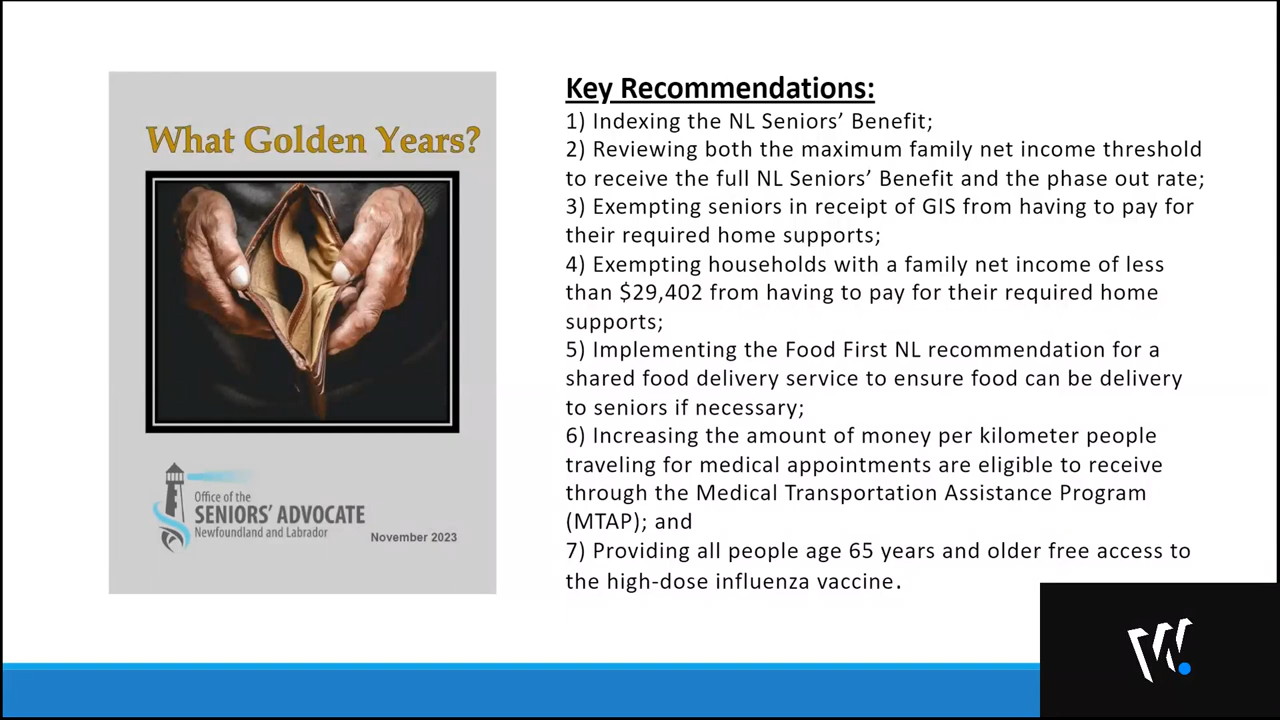 What Golden Years?
Office of the
SENIORS' ADVOCATE
Newfoundland and Labrador
November 2023
Key Recommendations:
1) Indexing the NL Seniors’ Benefit;
2) Reviewing both the maximum family net income threshold
to receive the full NL Seniors’ Benefit and the phase out rate;
3) Exempting seniors in receipt of GIS from having to pay for
their required home supports;
4) Exempting households with a family net income of less
than $29,402 from having to pay for their required home
supports;
5) Implementing the Food First NL recommendation for a
shared food delivery service to ensure food can be delivery
to seniors if necessary;
6) Increasing the amount of money per kilometer people
traveling for medical appointments are eligible to receive
through the Medical Transportation Assistance Program
(MTAP); and
7) Providing all people age 65 years and older free access to
the high-dose influenza vaccine.
W.